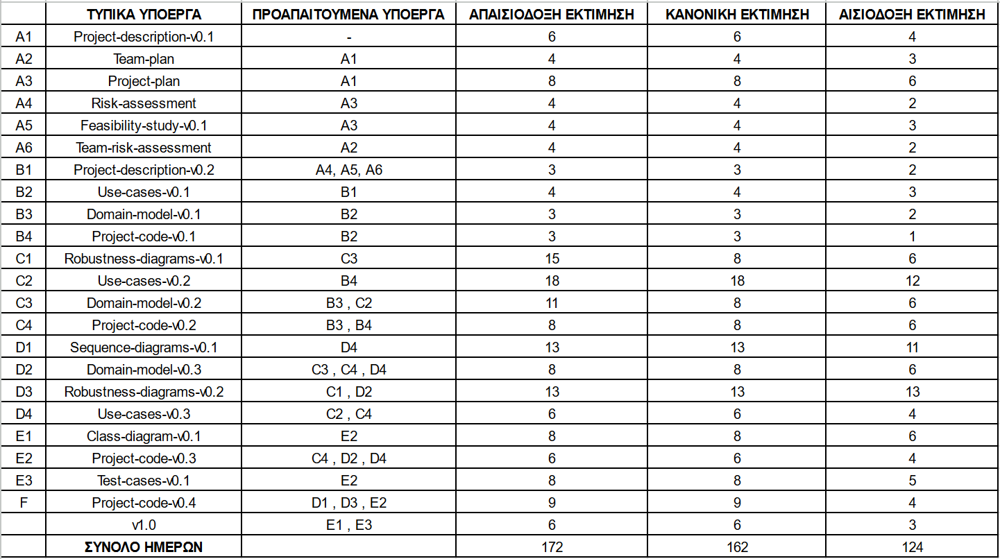 ΤΥΠΙΚΑ ΥΠΟΕΡΓΑ ΠΡΟΑΠΑΙΤΟΥΜΕΝΑ ΥΠΟΕΡΓΑ ΑΠΑΙΣΙΟΔΟΞΗ ΕΚΤΙΜΗΣΗ ΚΑΝΟΝΙΚΗ ΕΚΤΙΜΗΣΗ ΑΙΣΙΟΔΟΞΗ ΕΚΤΙΜΗΣΗ
A1 Project-description-v0.1 - 6 6 4
A2 Team-plan A1 4 4 3
A3 Project-plan A1 8 8 6
A4 Risk-assessment A3 4 4 2
A5 Feasibility-study-v0.1 A3 4 4 3
A6 Team-risk-assessment A2 4 4 2
B1 Project-description-v0.2 A4, A5, A6 3 3 2
B2 Use-cases-v0.1 B1 4 4 3
B3 Domain-model-v0.1 B2 3 3 2
B4 Project-code-v0.1 B2 3 3 1
C1 Robustness-diagrams-v0.1 C3 15 8 6
C2 Use-cases-v0.2 B4 18 18 12
C3 Domain-model-v0.2 B3 , C2 11 8 6
C4 Project-code-v0.2 B3 , B4 8 8 6
D1 Sequence-diagrams-v0.1 D4 13 13 11
D2 Domain-model-v0.3 C3 , C4 , D4 8 8 6
D3 Robustness-diagrams-v0.2 C1 , D2 13 13 13
D4 Use-cases-v0.3 C2 , C4 6 6 4
E1 Class-diagram-v0.1 E2 8 8 6
E2 Project-code-v0.3 C4 , D2 , D4 6 6 4
E3 Test-cases-v0.1 E2 8 8 5
F Project-code-v0.4 D1 , D3 , E2 9 9 4
v1.0 E1 , E3 6 6 3
ΣΥΝΟΛΟ ΗΜΕΡΩΝ 172 162 124